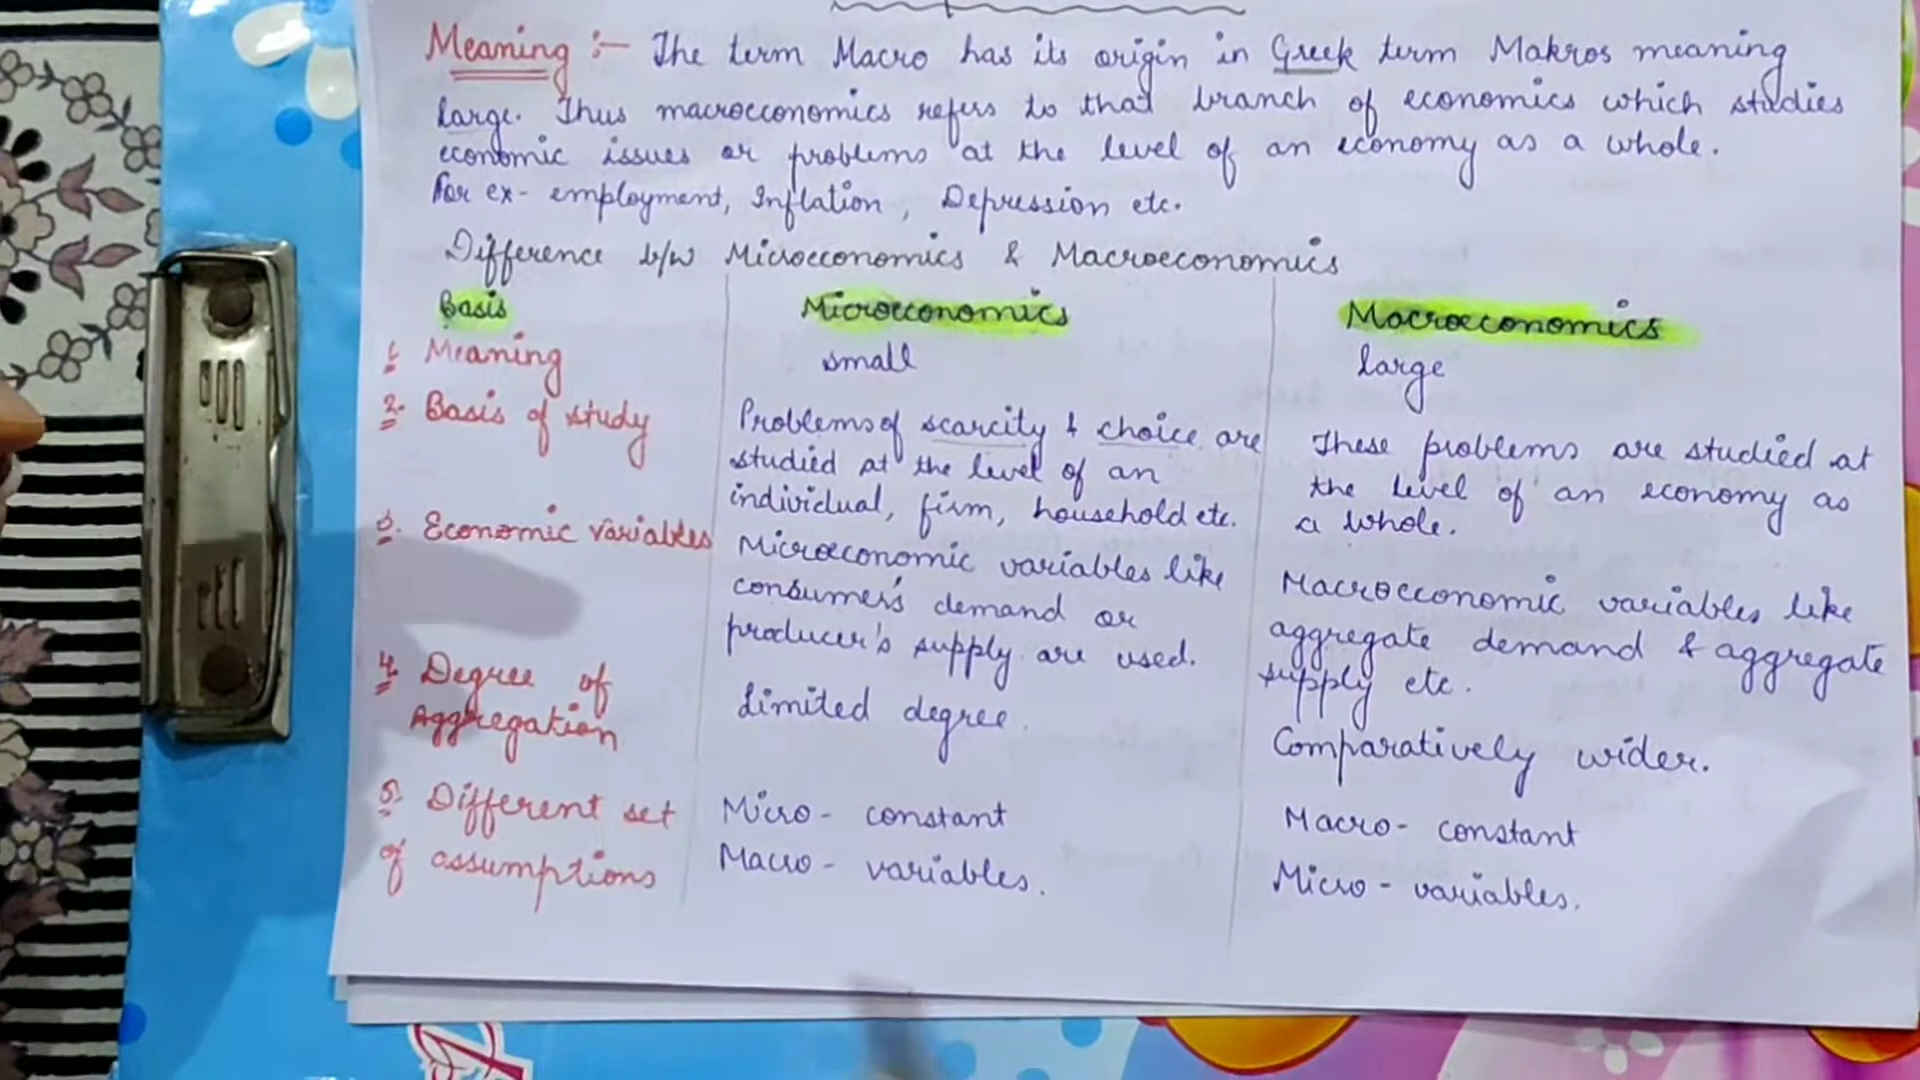 Meaning :- The term Macro has its origin in Greek term Makros meaning
large. Thus macroeconomics refers to that branch of economics which studies
economic issues or problems at the level of an economy as a whole.
For ex- employment, Inflation, Depression etc.
Difference b/w Microeconomics & Macroeconomics
Basis
1. Meaning
2. Basis of study
3. Economic variables
4. Degree of
Aggregation
5. Different set
of assumptions
Microeconomics
small
Problems of scarcity & choice are
studied at the level of an
individual, firm, household etc.
Microeconomic variables like
consumer's demand or
producer's supply are used.
Limited degree.
Micro - constant
Macro - variables.
Macroeconomics
large
These problems are studied at
the level of an economy as
a whole.
Macroeconomic variables like
aggregate demand & aggregate
supply etc.
Comparatively wider.
Macro - constant
Micro - variables.